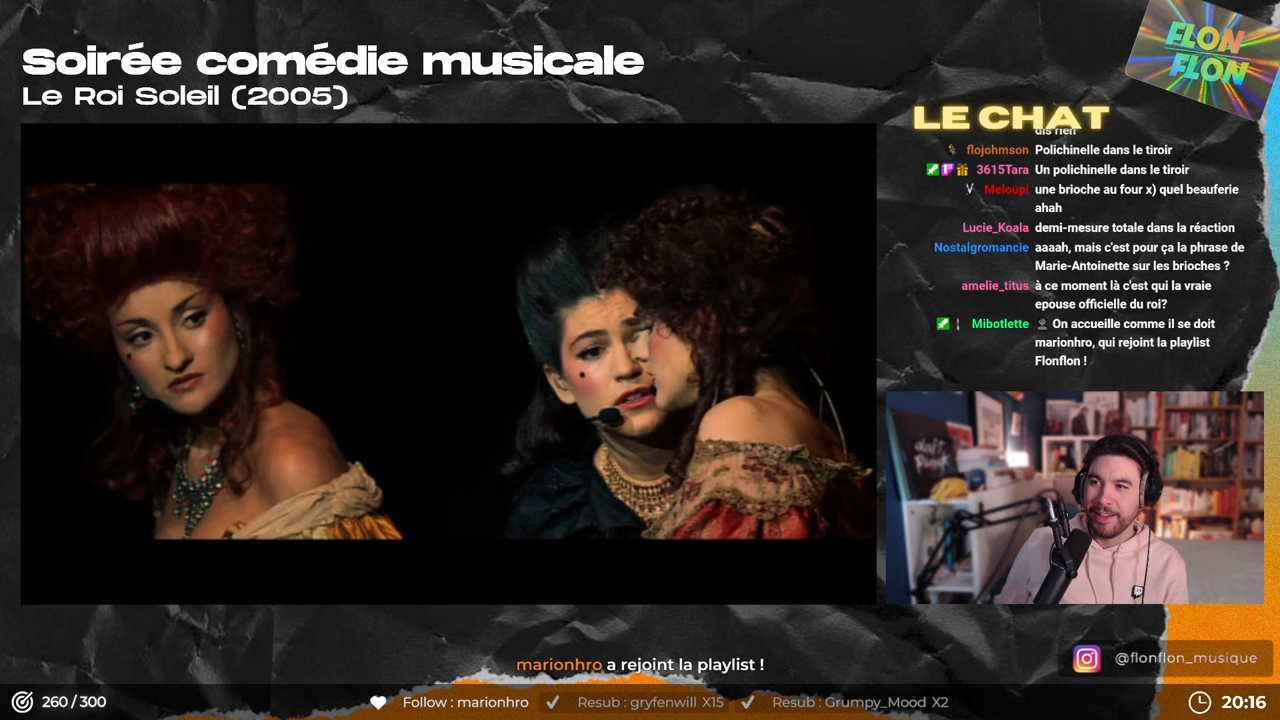 Soirée comédie musicale
Le Roi Soleil (2005)
FLON
FLON
LE CHAT
dis rien
flojohmson Polichinelle dans le tiroir
3615Tara Un polichinelle dans le tiroir
Meloupi une brioche au four x) quel beauferie
ahah
Lucie_Koala demi-mesure totale dans la réaction
Nostalgromancie aaaah, mais c'est pour ça la phrase de
Marie-Antoinette sur les brioches ?
amelie_titus à ce moment là c'est qui la vraie
epouse officielle du roi?
Mibotlette On accueille comme il se doit
marionhro, qui rejoint la playlist
Flonflon !
daft
punk
marionhro a rejoint la playlist !
@flonflon_musique
260 / 300
Follow : marionhro
Resub : gryfenwill X15
Resub : Grumpy_Mood X2
20:16